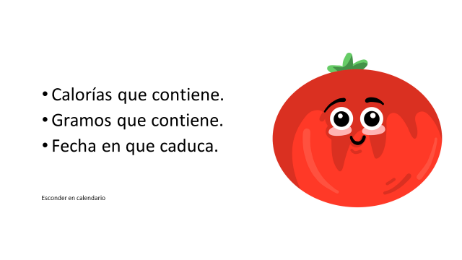 • Calorías que contiene.
• Gramos que contiene.
• Fecha en que caduca.
Esconder en calendario